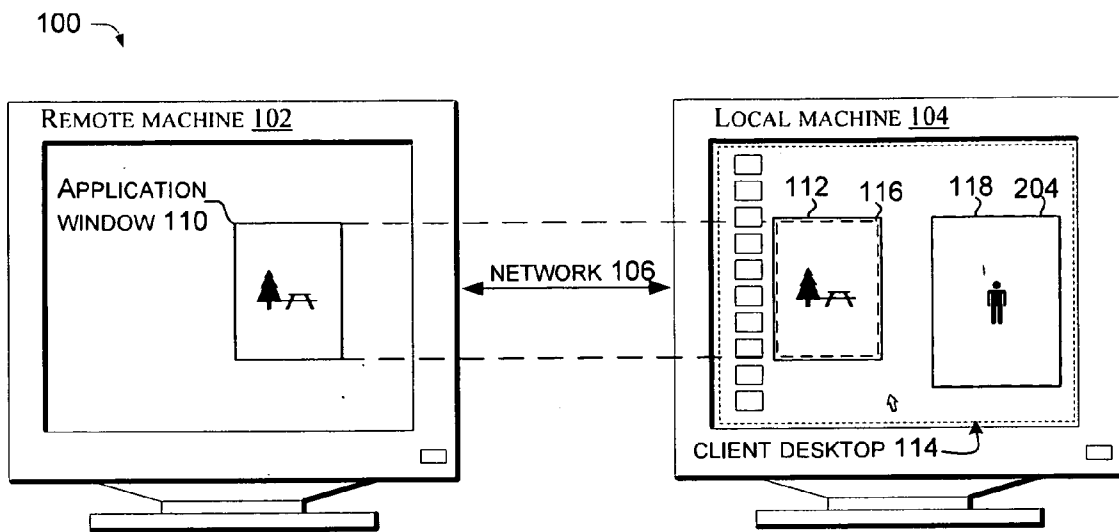 100
REMOTE MACHINE 102
LOCAL MACHINE 104
APPLICATION
WINDOW 110
112
116
118
204
NETWORK 106
CLIENT DESKTOP 114